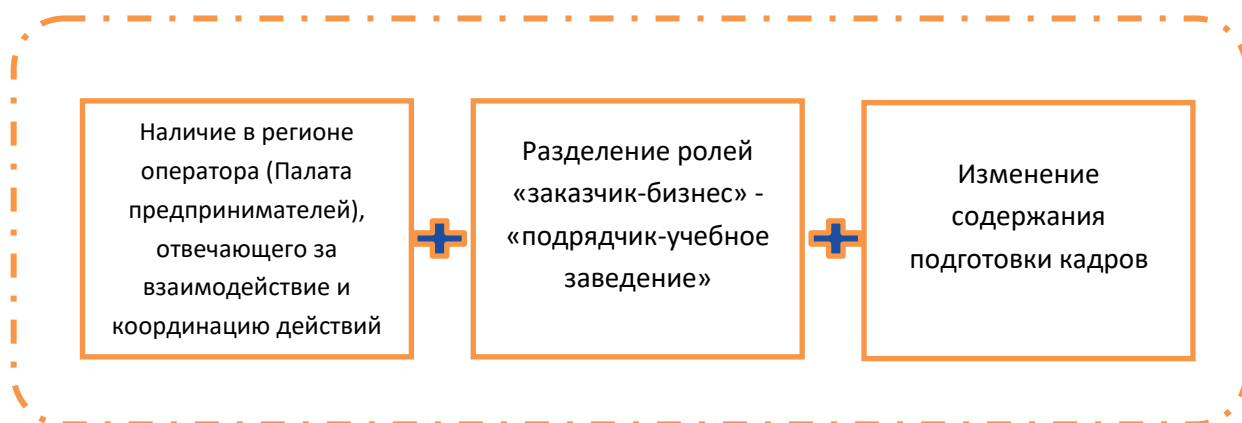 Наличие в регионе
оператора (Палата
предпринимателей),
отвечающего за
взаимодействие и
координацию действий
Разделение ролей
«заказчик-бизнес» -
«подрядчик-учебное
заведение»
Изменение
содержания
подготовки кадров